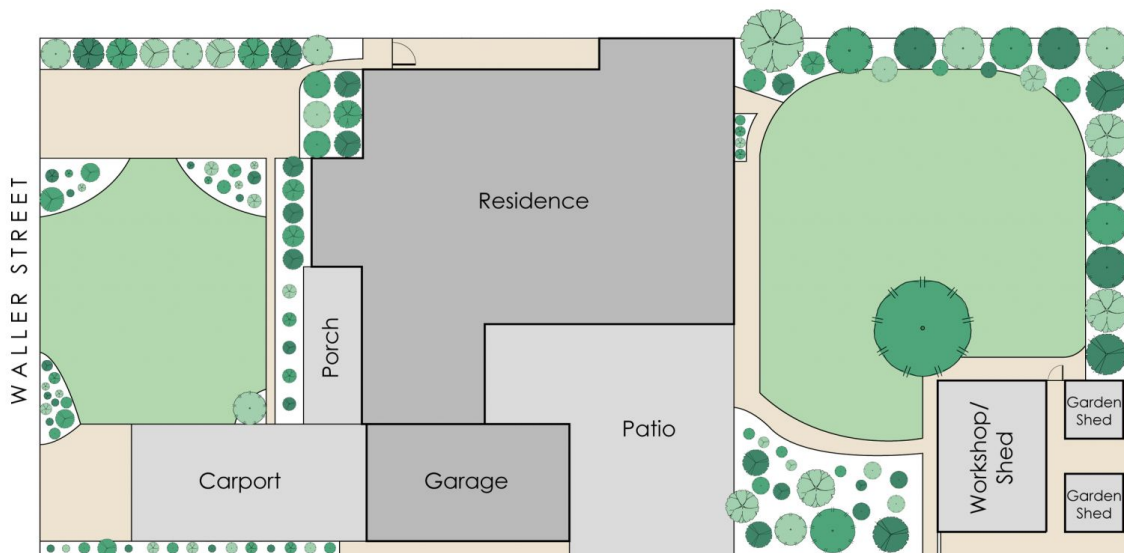 WALLER STREET
Residence
Porch
Patio
Carport
Garage
Workshop/
Shed
Garden
Shed
Garden
Shed